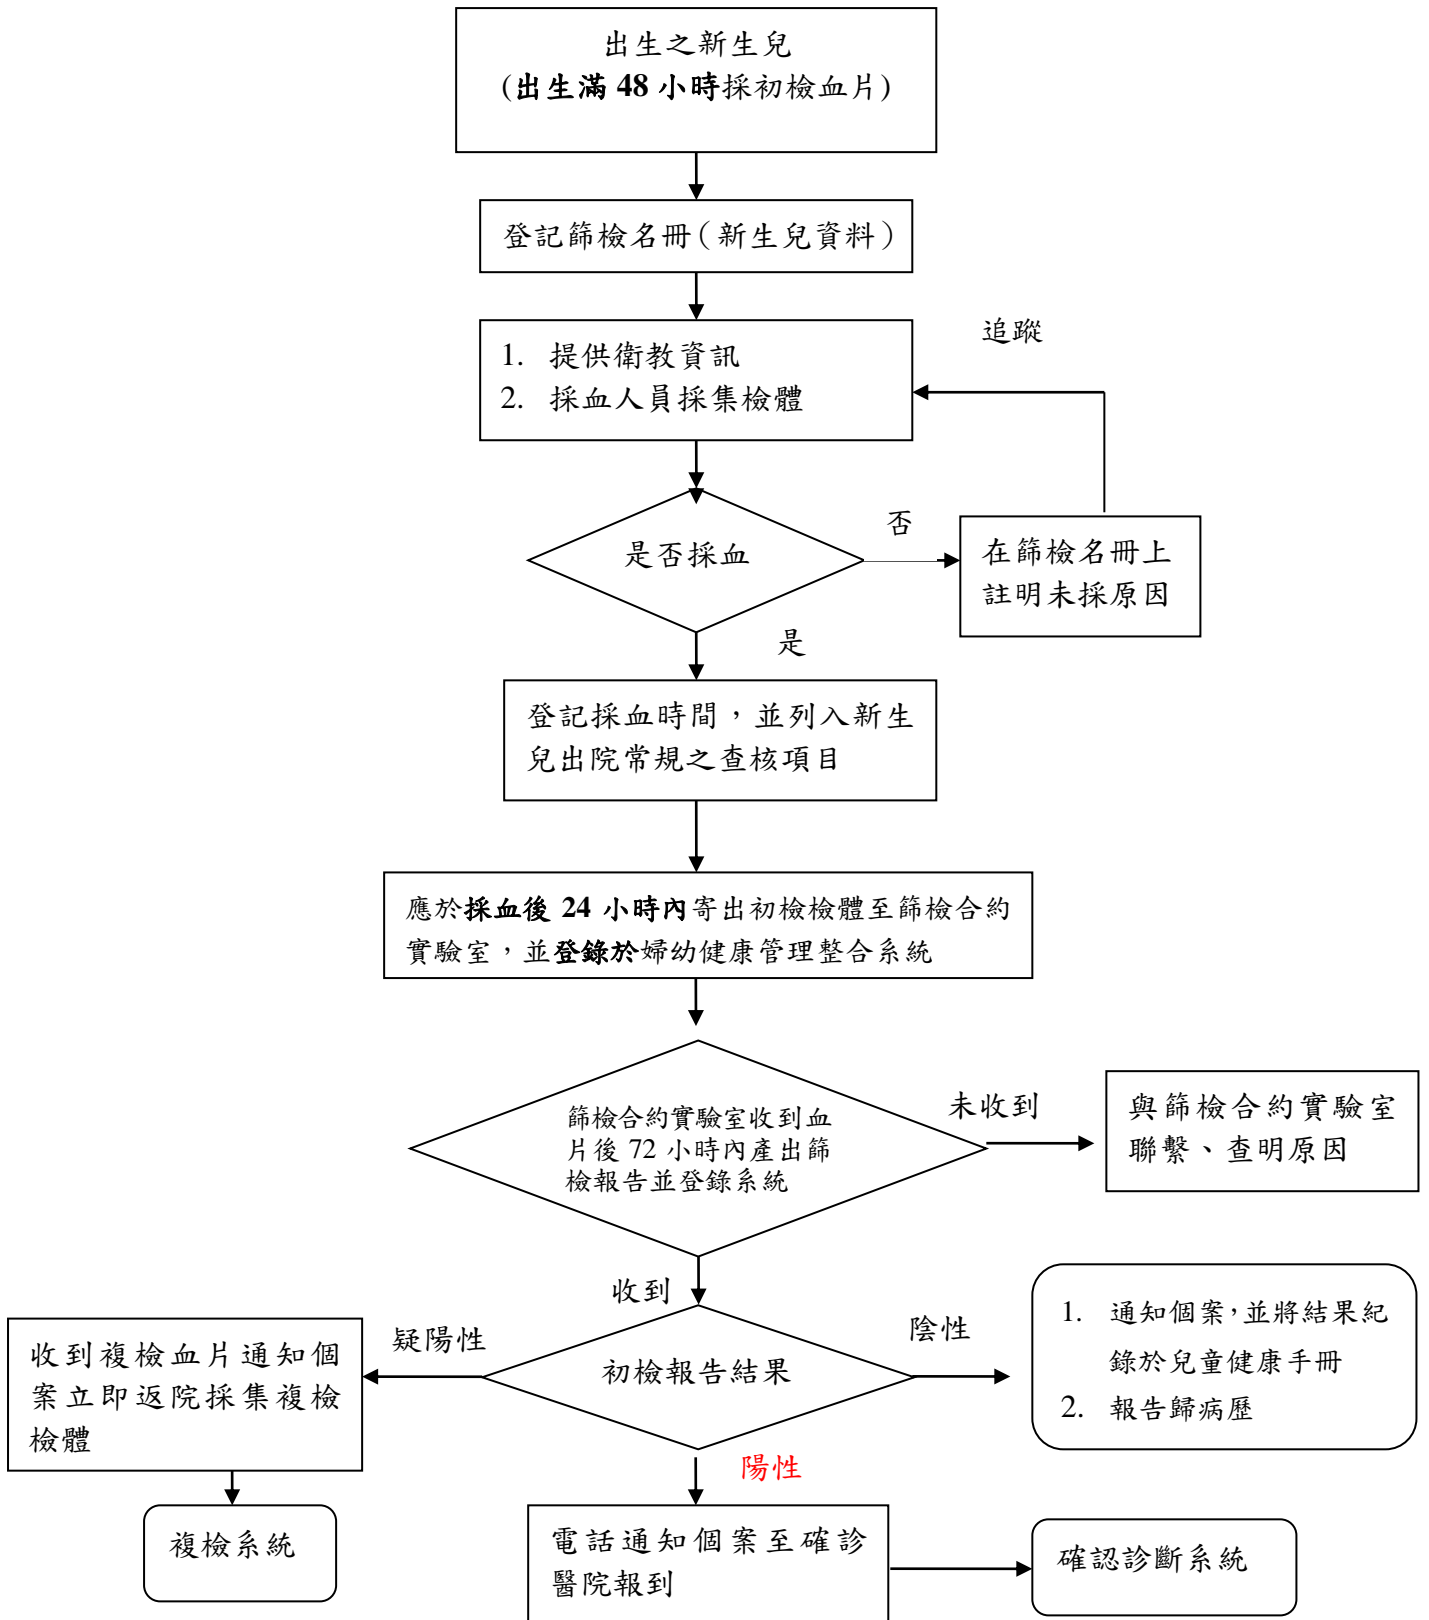 出生之新生兒
(出生滿 48 小時採初檢血片)
登記篩檢名冊（新生兒資料）
追蹤
1. 提供衛教資訊
2. 採血人員採集檢體
否
是否採血
在篩檢名冊上
註明未採原因
是
登記採血時間，並列入新生
兒出院常規之查核項目
應於採血後 24 小時內寄出初檢檢體至篩檢合約
實驗室，並登錄於婦幼健康管理整合系統
篩檢合約實驗室收到血
片後 72 小時內產出篩
檢報告並登錄系統
未收到
與篩檢合約實驗室
聯繫、查明原因
收到
疑陽性
陰性
初檢報告結果
收到複檢血片通知個
案立即返院採集複檢
檢體
1. 通知個案，並將結果紀
錄於兒童健康手冊
2. 報告歸病歷
陽性
複檢系統
電話通知個案至確診
醫院報到
確認診斷系統